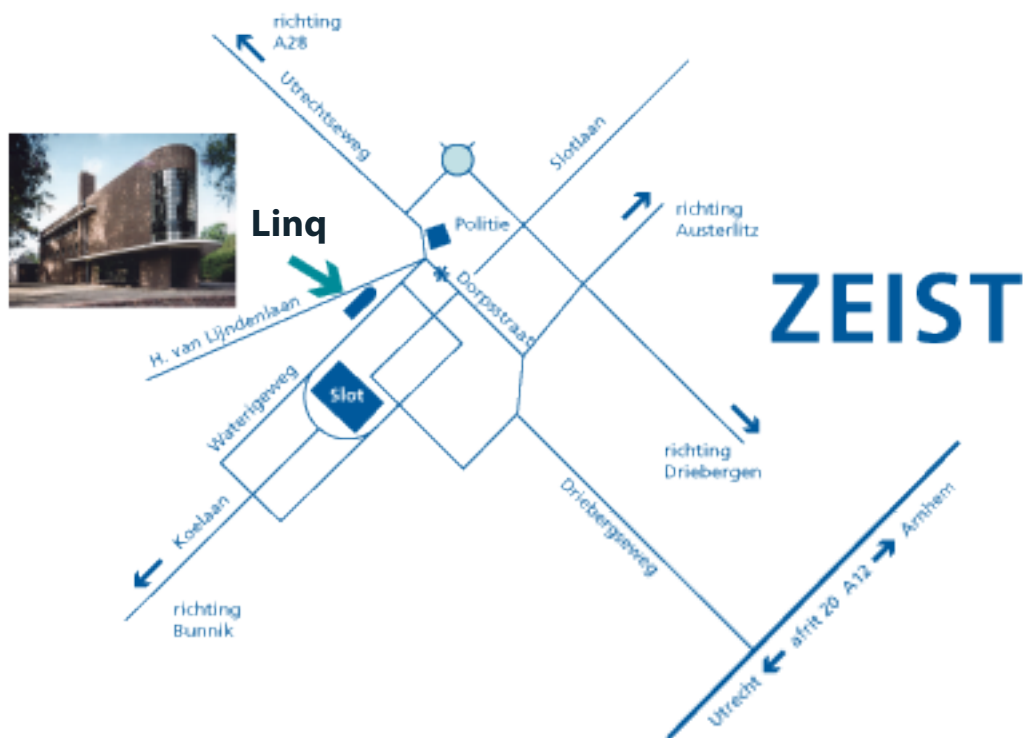 richting
A28
Utrechtseweg
Slotlaan
Linq
Politie
richting
Austerlitz
ZEIST
Dorpsstraat
H. van Lijndenlaan
Waterigeweg
Slot
richting
Driebergen
Koelaan
Driebergseweg
richting
Bunnik
Arnhem
afrit 20 A12
Utrecht